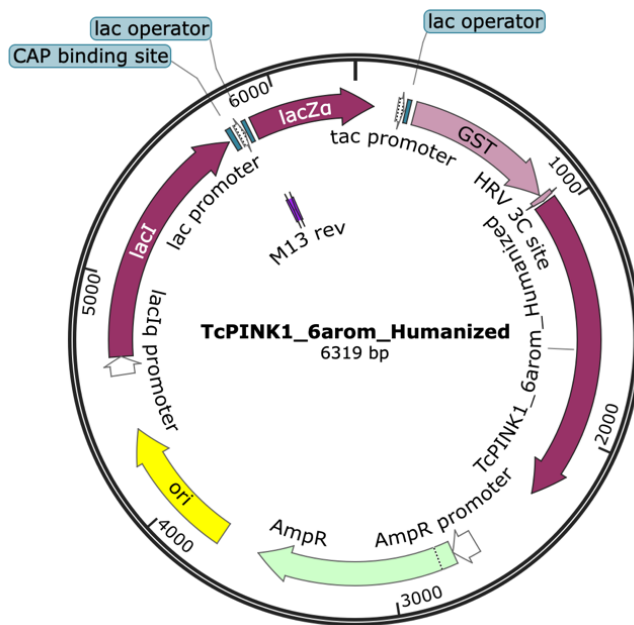 lac operator
CAP binding site
lac operator
6000
lacZα
tac promoter
GST
1000
HRV 3C site
lac promoter
M13 rev
lacI
5000
TcPINK1_6arom_Humanized
6319 bp
TcPINK1_6arom_Humanized
lacIq promoter
2000
ori
4000
AmpR
AmpR promoter
3000